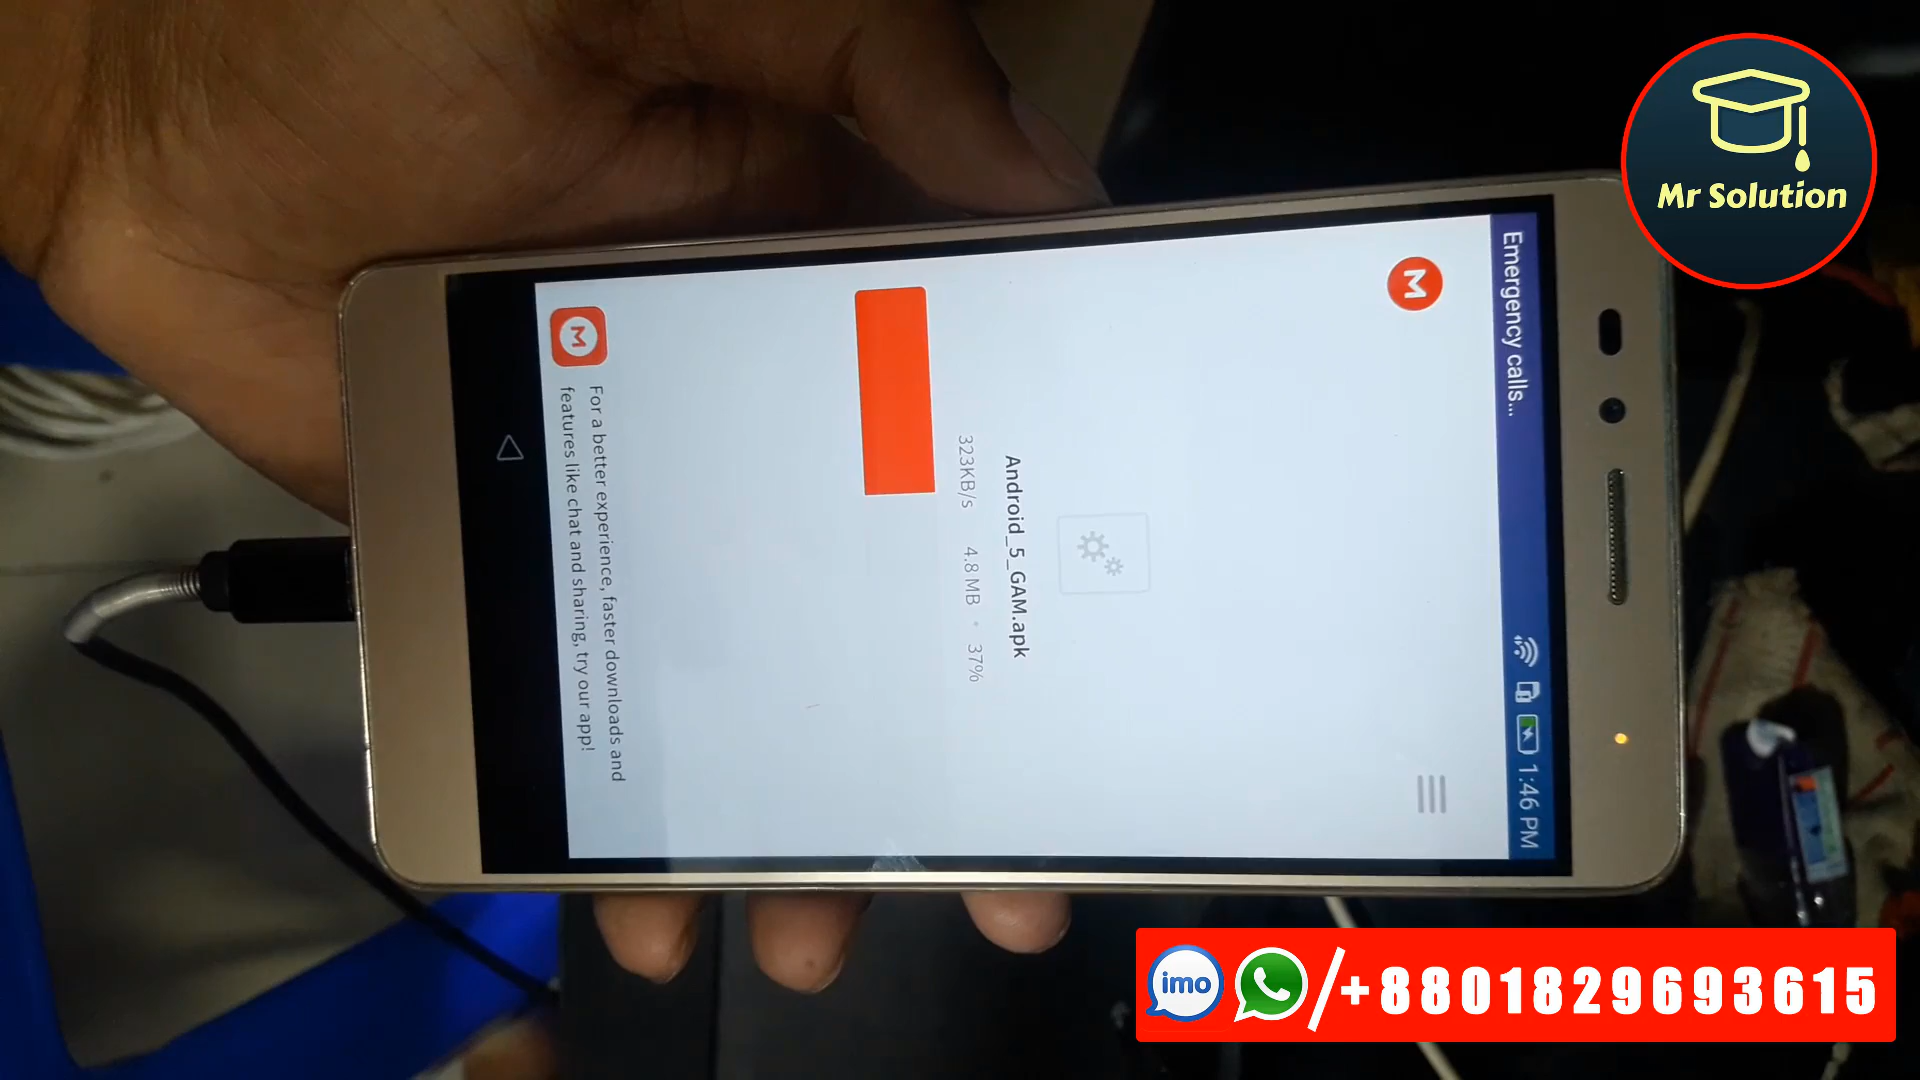 Mr Solution
Emergency calls...
1:46 PM
M
Android_5_GAM.apk
323KB/s 4.8 MB • 37%
M
For a better experience, faster downloads and
features like chat and sharing, try our app!
imo /+8801829693615